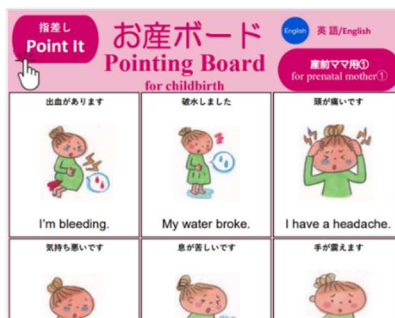 指差し
Point It
お産ボード
Pointing Board
for childbirth
English
英語/English
産前ママ用①
for prenatal mother①
出血があります
破水しました
頭が痛いです
I'm bleeding.
My water broke.
I have a headache.
気持ち悪いです
息が苦しいです
手が震えます